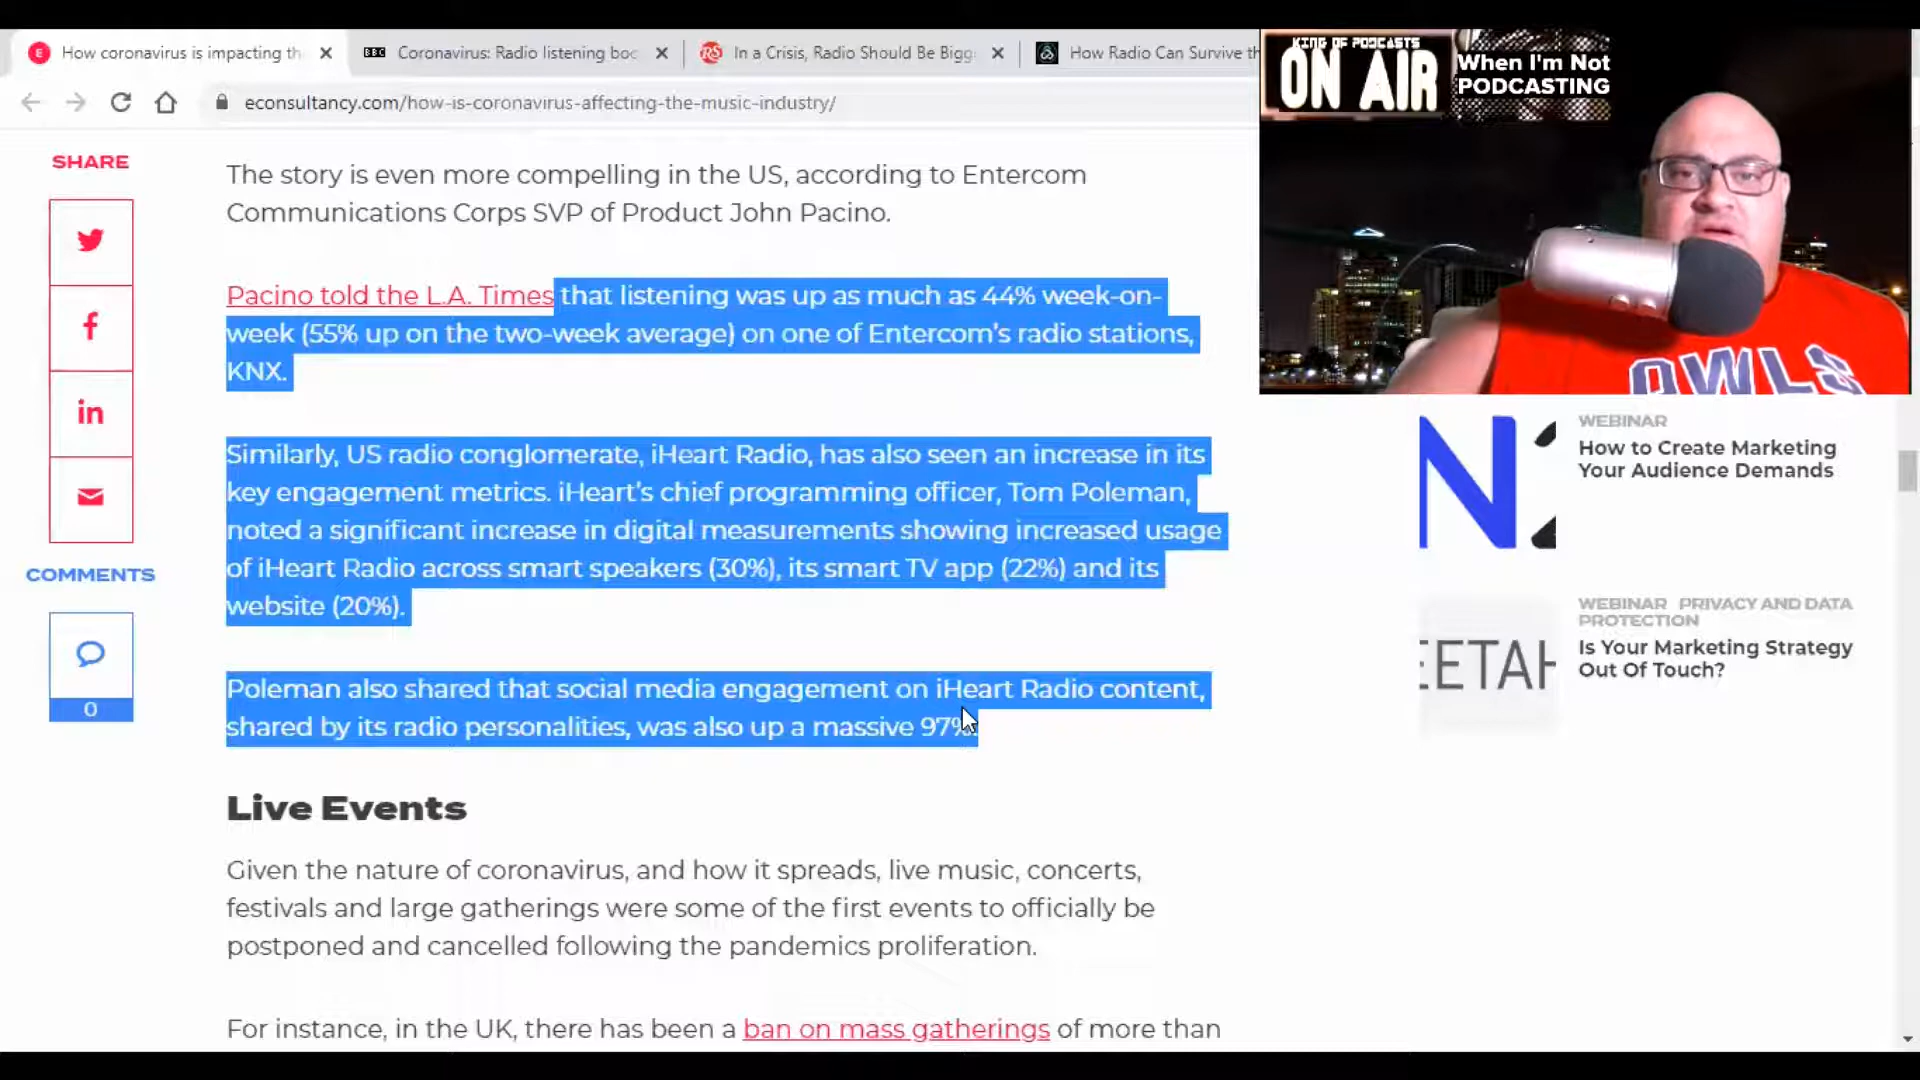 How coronavirus is impacting th
BBC Coronavirus: Radio listening boo
RS In a Crisis, Radio Should Be Bigg
How Radio Can Survive th
econsultancy.com/how-is-coronavirus-affecting-the-music-industry/
KING OF PODCASTS
ON AIR
When I'm Not
PODCASTING
OWLS
SHARE
COMMENTS
0
The story is even more compelling in the US, according to Entercom
Communications Corps SVP of Product John Pacino.
Pacino told the L.A. Times that listening was up as much as 44% week-on-
week (55% up on the two-week average) on one of Entercom's radio stations,
KNX.
Similarly, US radio conglomerate, iHeart Radio, has also seen an increase in its
key engagement metrics. iHeart's chief programming officer, Tom Poleman,
noted a significant increase in digital measurements showing increased usage
of iHeart Radio across smart speakers (30%), its smart TV app (22%) and its
website (20%).
Poleman also shared that social media engagement on iHeart Radio content,
shared by its radio personalities, was also up a massive 97%.
Live Events
Given the nature of coronavirus, and how it spreads, live music, concerts,
festivals and large gatherings were some of the first events to officially be
postponed and cancelled following the pandemics proliferation.
For instance, in the UK, there has been a ban on mass gatherings of more than
WEBINAR
How to Create Marketing
Your Audience Demands
EETAH
WEBINAR PRIVACY AND DATA
PROTECTION
Is Your Marketing Strategy
Out Of Touch?